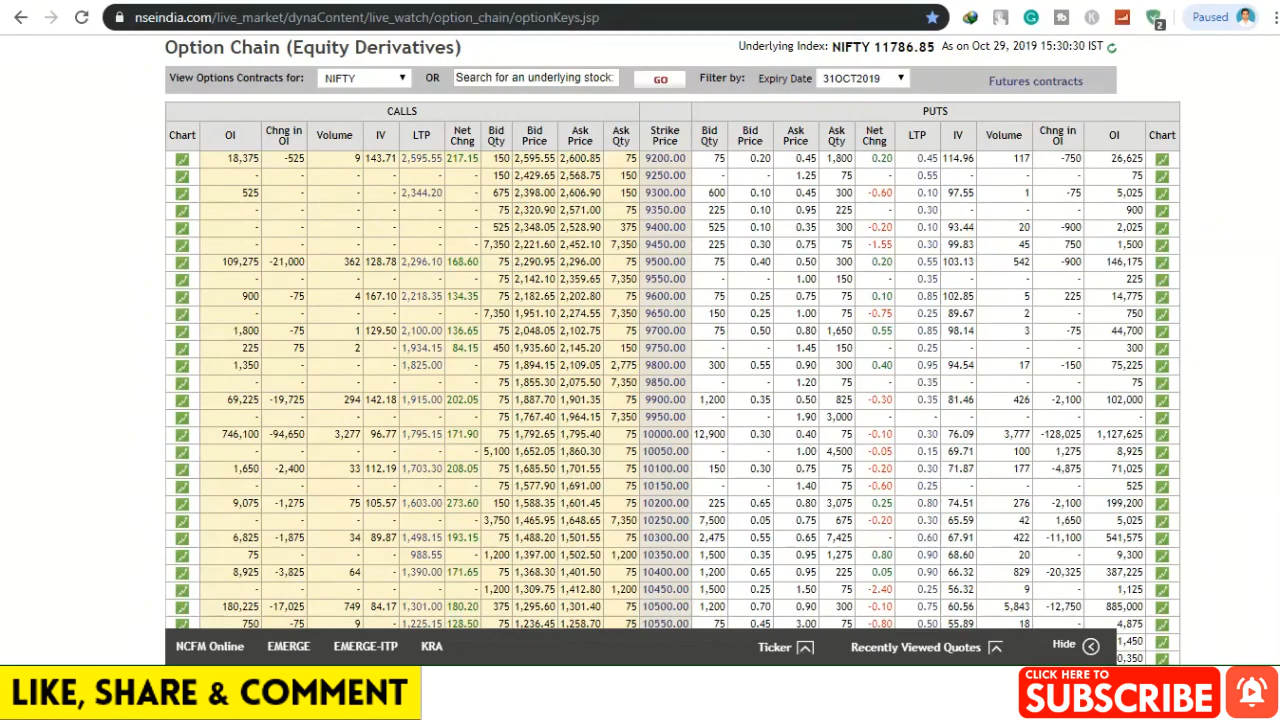 nseindia.com/live_market/dynaContent/live_watch/option_chain/optionKeys.jsp Paused
2
Option Chain (Equity Derivatives) Underlying Index: NIFTY 11786.85 As on Oct 29, 2019 15:30:30 IST
View Options Contracts for: NIFTY OR Search for an underlying stock: GO Filter by: Expiry Date 31OCT2019 Futures contracts
CALLS PUTS
Chart OI Chng in OI Volume IV LTP Net Chng Bid Qty Bid Price Ask Price Ask Qty Strike Price Bid Qty Bid Price Ask Price Ask Qty Net Chng LTP IV Volume Chng in OI OI Chart
18,375 -525 9 143.71 2,595.55 217.15 150 2,595.55 2,600.85 75 9200.00 75 0.20 0.45 1,800 0.20 0.45 114.96 117 -750 26,625
- - - - - - 150 2,429.65 2,568.75 150 9250.00 - - 1.25 75 - 0.55 - - - 75
525 - - - 2,344.20 - 675 2,398.00 2,606.90 150 9300.00 600 0.10 0.45 300 -0.60 0.10 97.55 1 -75 5,025
- - - - - - 75 2,320.90 2,571.00 75 9350.00 225 0.10 0.95 225 - 0.30 - - - 900
- - - - - - 525 2,348.05 2,528.90 375 9400.00 525 0.10 0.35 300 -0.20 0.10 93.44 20 -900 2,025
- - - - - - 7,350 2,221.60 2,452.10 7,350 9450.00 225 0.30 0.75 75 -1.55 0.30 99.83 45 750 1,500
109,275 -21,000 362 128.78 2,296.10 168.60 75 2,290.95 2,296.00 75 9500.00 75 0.40 0.50 300 0.20 0.55 103.13 542 -900 146,175
- - - - - - 75 2,142.10 2,359.65 7,350 9550.00 - - 1.00 150 - 0.35 - - - 225
900 -75 4 167.10 2,218.35 134.35 75 2,182.65 2,202.80 75 9600.00 75 0.25 0.75 75 0.10 0.85 102.85 5 225 14,775
- - - - - - 7,350 1,951.10 2,274.55 7,350 9650.00 150 0.25 1.00 75 -0.75 0.25 89.67 2 - 750
1,800 -75 1 129.50 2,100.00 136.65 75 2,048.05 2,102.75 75 9700.00 75 0.50 0.80 1,650 0.55 0.85 98.14 3 -75 44,700
225 75 2 - 1,934.15 84.15 450 1,935.60 2,145.20 150 9750.00 - - 1.45 150 - 0.25 - - - 300
1,350 - - - 1,825.00 - 75 1,894.15 2,109.05 2,775 9800.00 300 0.55 0.90 300 0.40 0.95 94.54 17 -150 75,225
- - - - - - 75 1,855.30 2,075.50 7,350 9850.00 - - 1.20 75 - 0.35 - - - 75
69,225 -19,725 294 142.18 1,915.00 202.05 75 1,887.70 1,901.35 75 9900.00 1,200 0.35 0.50 825 -0.30 0.35 81.46 426 -2,100 102,000
- - - - - - 75 1,767.40 1,964.15 7,350 9950.00 - - 1.90 3,000 - - - - - -
746,100 -94,650 3,277 96.77 1,795.15 171.90 75 1,792.65 1,795.40 75 10000.00 12,900 0.30 0.40 75 -0.10 0.30 76.09 3,777 -128,025 1,127,625
- - - - - - 5,100 1,652.05 1,860.30 75 10050.00 - - 1.00 4,500 -0.05 0.15 69.71 100 1,275 8,925
1,650 -2,400 33 112.19 1,703.30 208.05 75 1,685.50 1,701.55 75 10100.00 150 0.30 0.75 75 -0.20 0.30 71.87 177 -4,875 71,025
- - - - - - 75 1,577.90 1,691.00 75 10150.00 - - 1.40 75 -0.60 0.25 - - - 525
9,075 -1,275 75 105.57 1,603.00 273.60 150 1,588.35 1,601.45 75 10200.00 225 0.65 0.80 3,075 0.25 0.80 74.51 276 -2,100 199,200
- - - - - - 3,750 1,465.95 1,648.65 7,350 10250.00 7,500 0.05 0.75 675 -0.20 0.30 65.59 42 1,650 5,025
6,825 -1,875 34 89.87 1,498.15 193.15 75 1,488.20 1,501.55 75 10300.00 2,475 0.55 0.65 7,425 - 0.60 67.91 422 -11,100 541,575
75 - - - 988.55 - 1,200 1,397.00 1,502.50 1,200 10350.00 1,500 0.35 0.95 1,275 0.80 0.90 68.60 20 - 9,300
8,925 -3,825 64 - 1,390.00 171.65 75 1,368.30 1,401.50 75 10400.00 1,200 0.65 0.95 225 0.05 0.90 66.32 829 -20,325 387,225
- - - - - - 1,200 1,309.75 1,412.80 75 10450.00 1,500 0.25 1.50 75 -2.40 0.25 56.32 9 - 1,125
180,225 -17,025 749 84.17 1,301.00 180.20 375 1,295.60 1,301.40 75 10500.00 1,200 0.70 0.90 300 -0.10 0.75 60.56 5,843 -12,750 885,000
750 -75 9 - 1,225.15 128.50 75 1,236.45 1,258.70 75 10550.00 75 0.45 3.00 75 -0.80 0.50 55.89 18 - 4,875
NCFM Online EMERGE EMERGE-ITP KRA Ticker Recently Viewed Quotes Hide 1,450
0,350
LIKE, SHARE & COMMENT
CLICK HERE TO
SUBSCRIBE